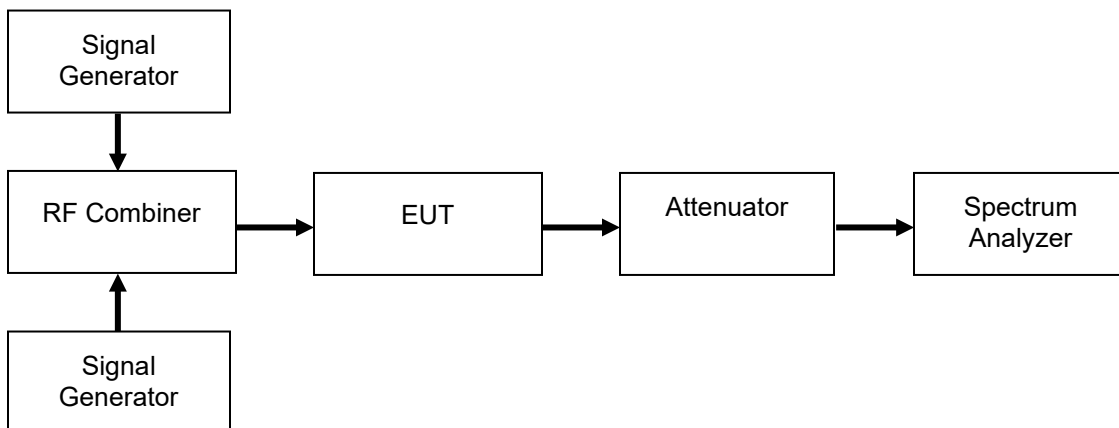 Signal
Generator
RF Combiner
EUT
Attenuator
Spectrum
Analyzer
Signal
Generator